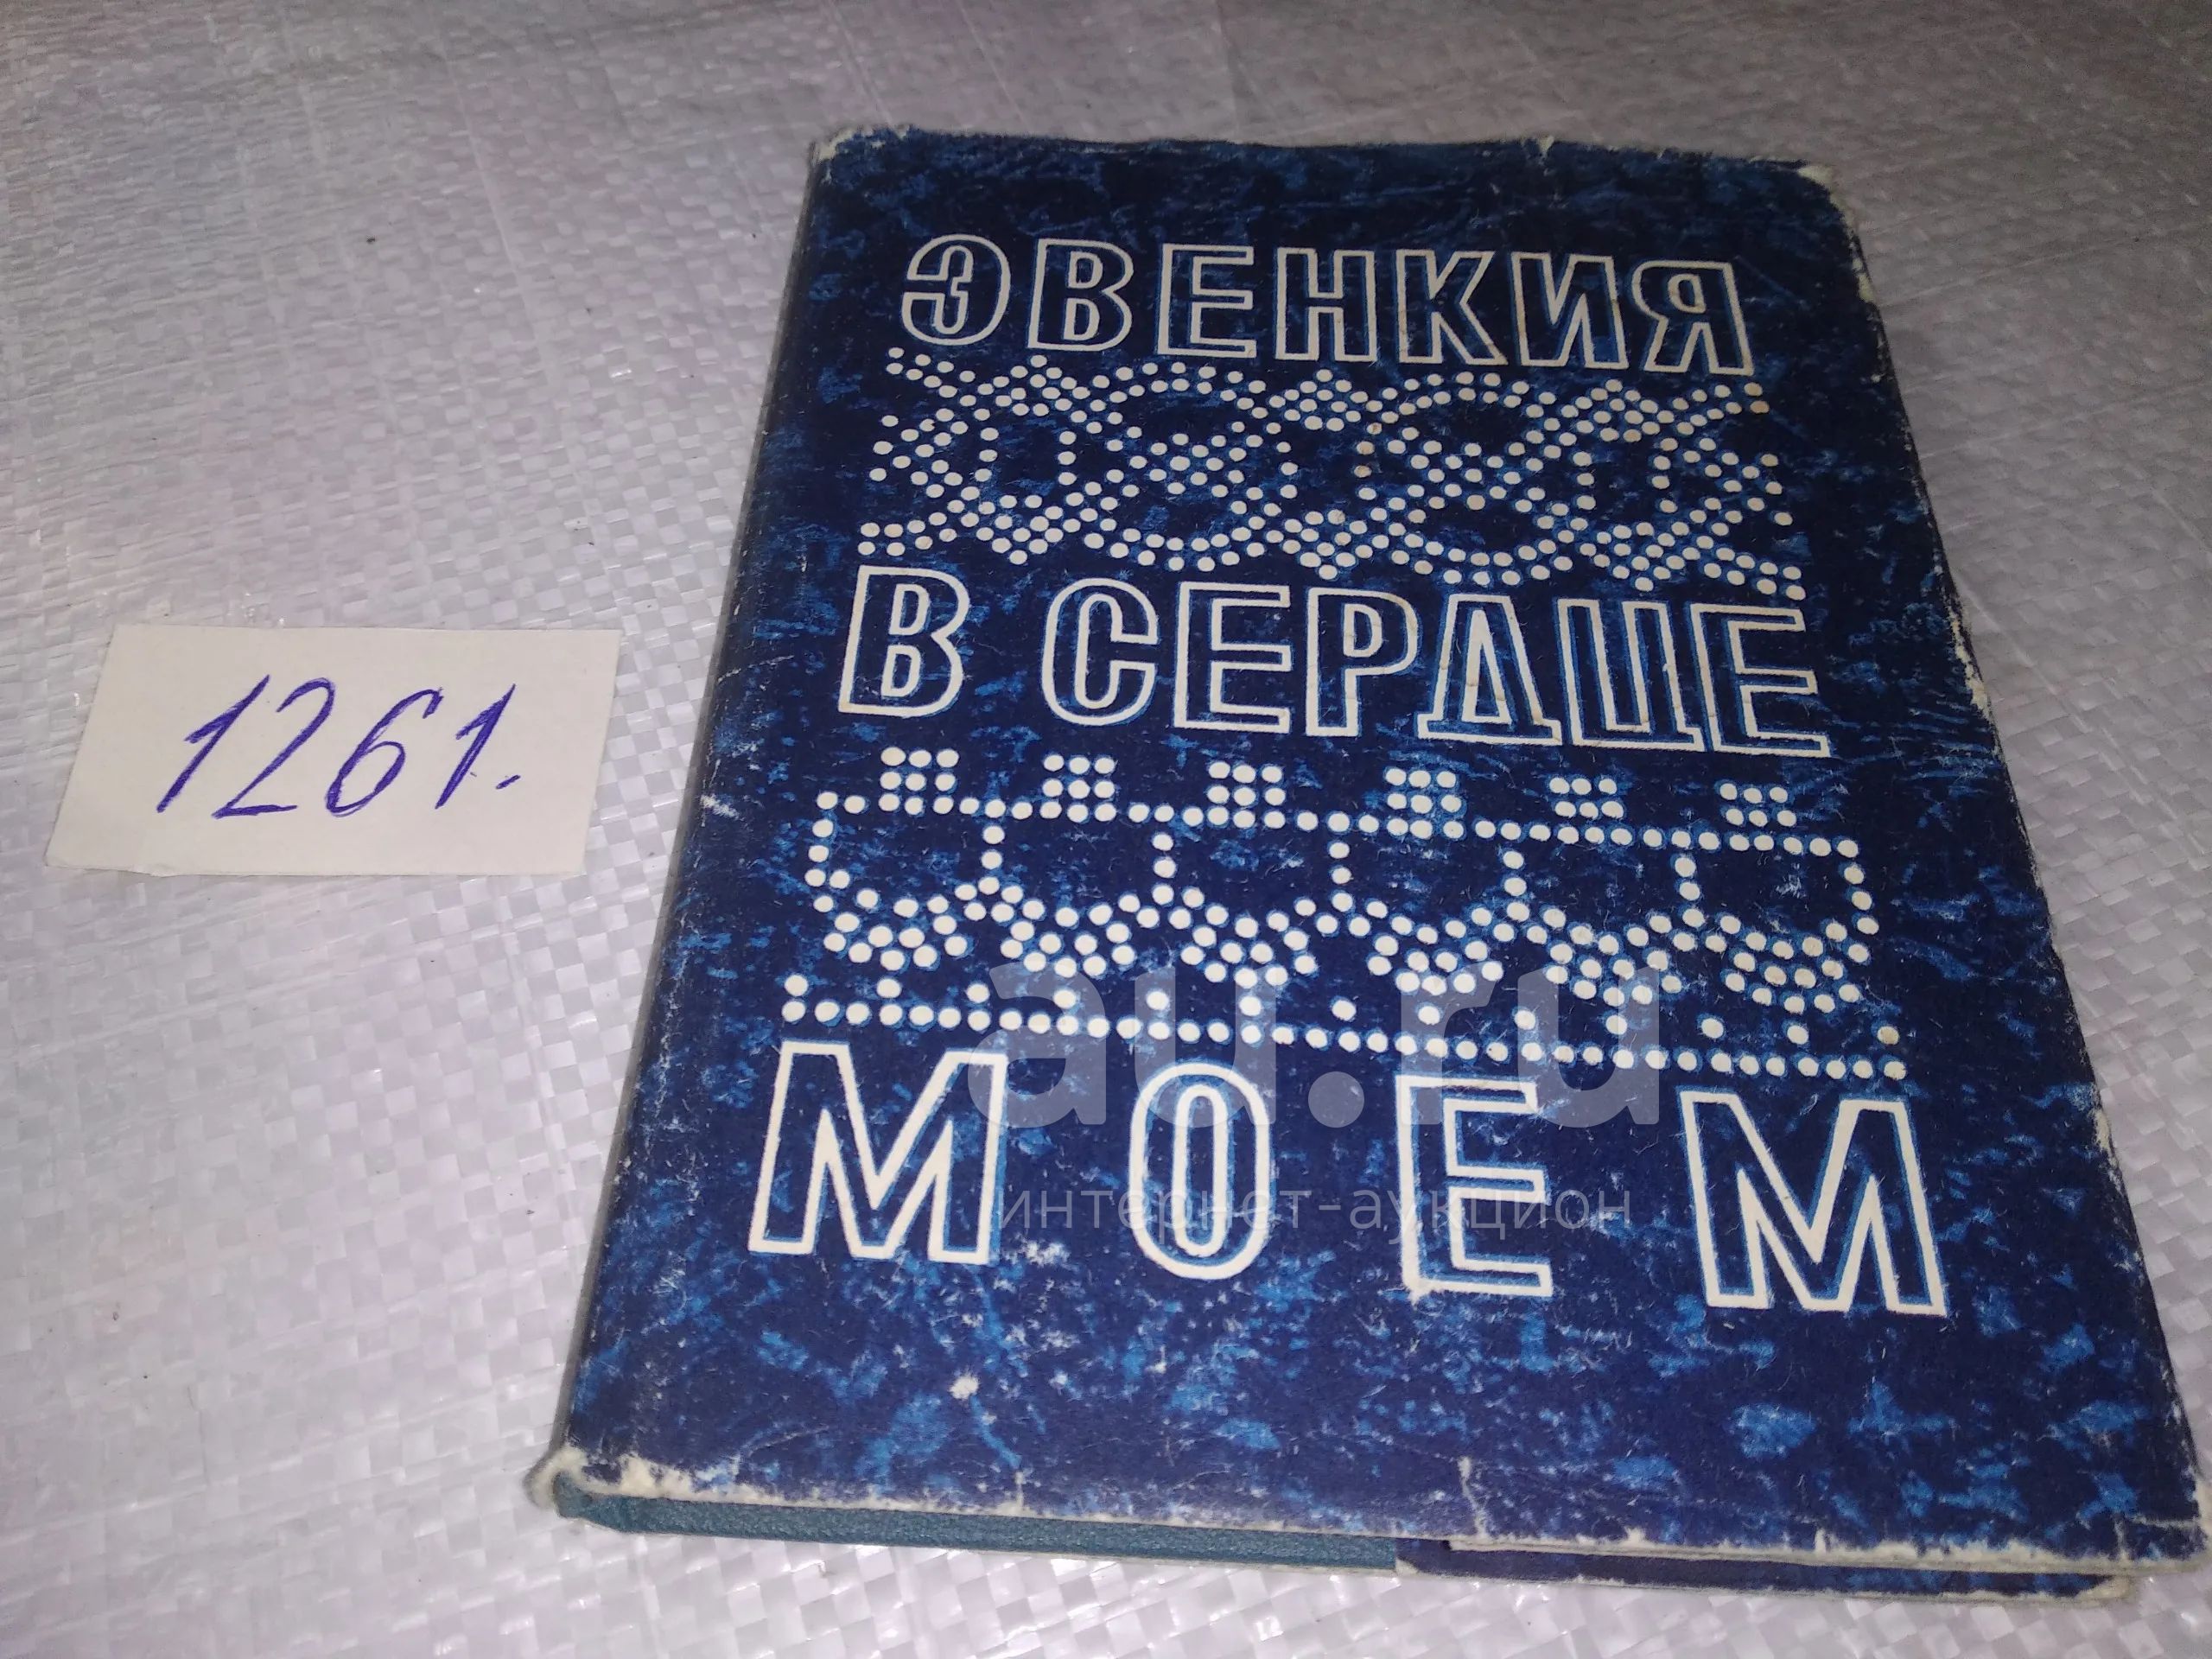 ЭВЕНКИЯ
В СЕРДЦЕ
МОЕМ
1261.
au.ru
интернет-аукцион